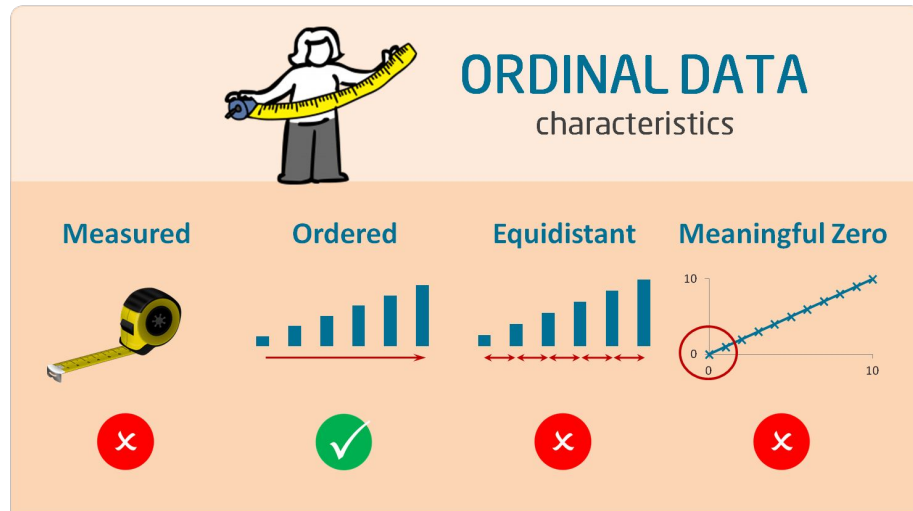 ORDINAL DATA
characteristics
Measured
Ordered
Equidistant
Meaningful Zero
10
0
0
10